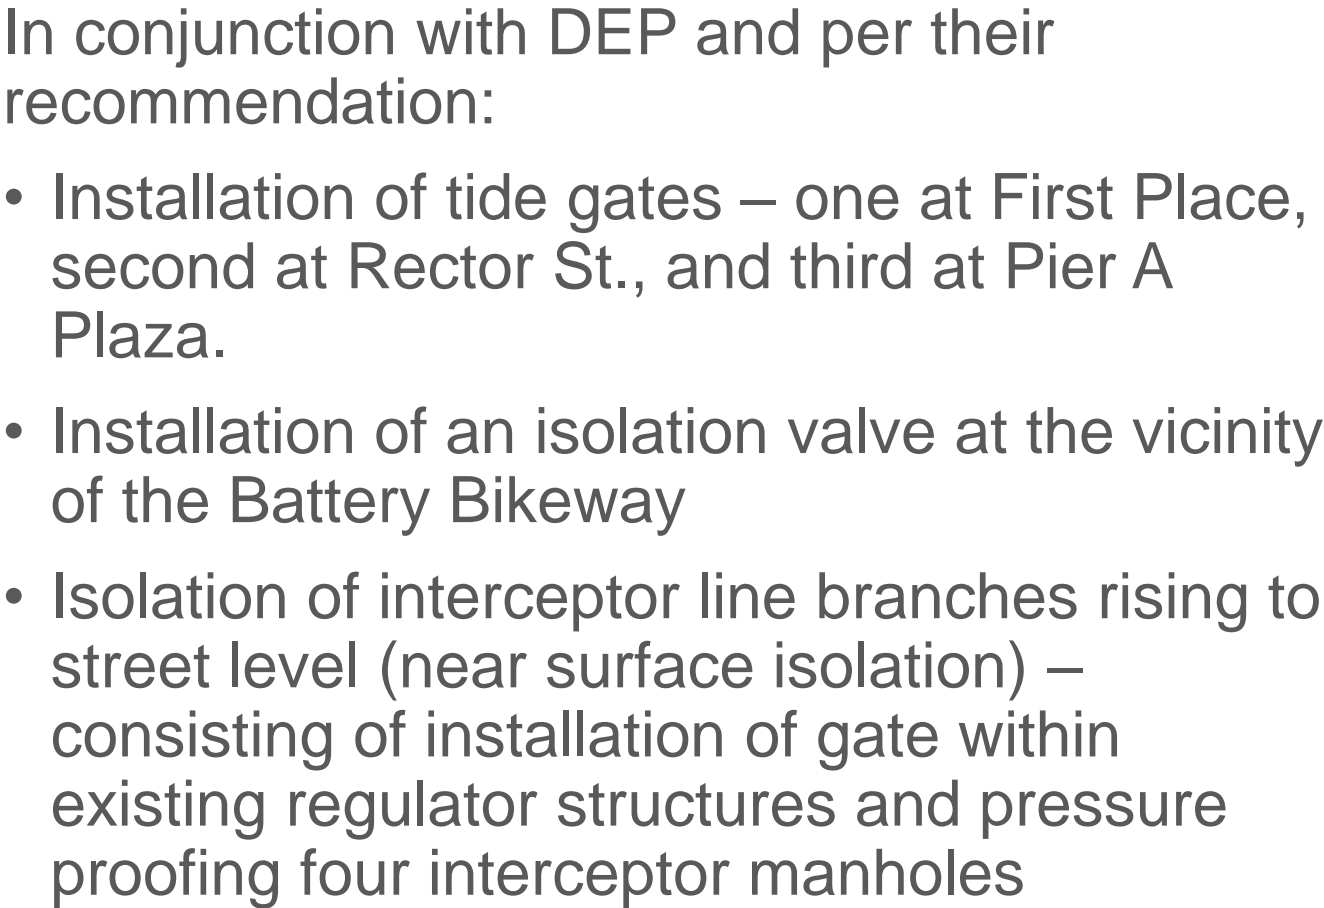 In conjunction with DEP and per their
recommendation:
• Installation of tide gates – one at First Place,
second at Rector St., and third at Pier A
Plaza.
• Installation of an isolation valve at the vicinity
of the Battery Bikeway
• Isolation of interceptor line branches rising to
street level (near surface isolation) –
consisting of installation of gate within
existing regulator structures and pressure
proofing four interceptor manholes